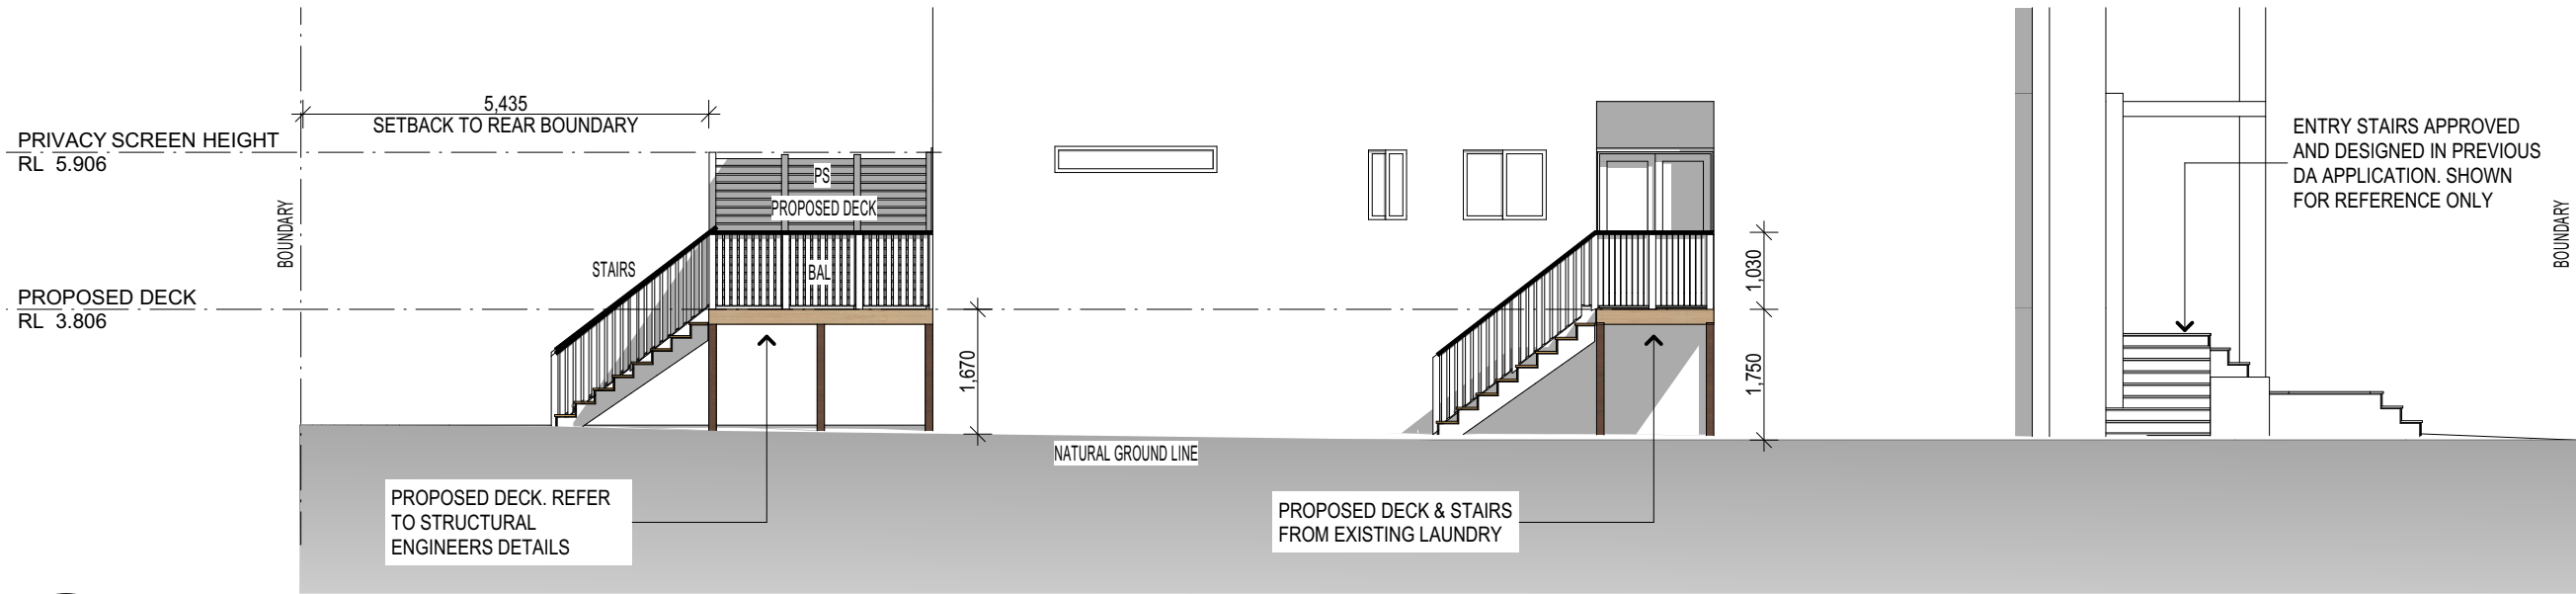 5,435
SETBACK TO REAR BOUNDARY
PRIVACY SCREEN HEIGHT
RL 5.906
BOUNDARY
PS
PROPOSED DECK
STAIRS
BAL
PROPOSED DECK
RL 3.806
1,670
1,030
1,750
ENTRY STAIRS APPROVED
AND DESIGNED IN PREVIOUS
DA APPLICATION. SHOWN
FOR REFERENCE ONLY
BOUNDARY
NATURAL GROUND LINE
PROPOSED DECK. REFER
TO STRUCTURAL
ENGINEERS DETAILS
PROPOSED DECK & STAIRS
FROM EXISTING LAUNDRY